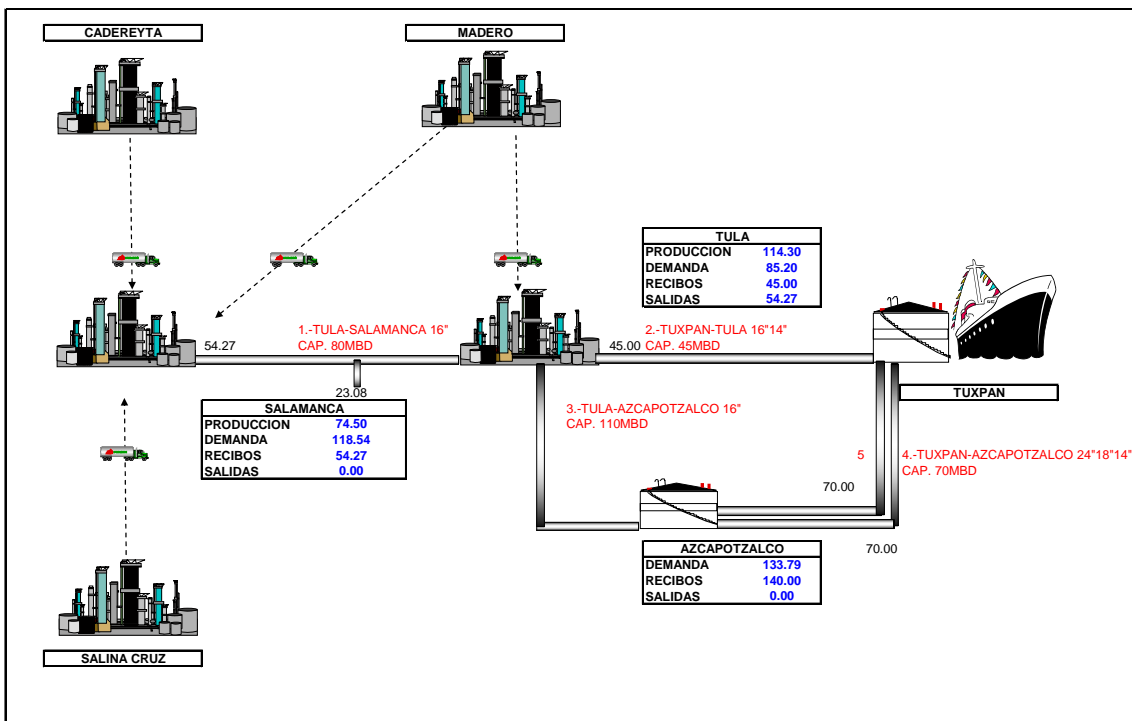 CADEREYTA
MADERO
TULA
PRODUCCION 114.30
DEMANDA 85.20
RECIBOS 45.00
SALIDAS 54.27
1.-TULA-SALAMANCA 16"
CAP. 80MBD
2.-TUXPAN-TULA 16"14"
CAP. 45MBD
54.27
45.00
23.08
TUXPAN
SALAMANCA
PRODUCCION 74.50
DEMANDA 118.54
RECIBOS 54.27
SALIDAS 0.00
3.-TULA-AZCAPOTZALCO 16"
CAP. 110MBD
5
4.-TUXPAN-AZCAPOTZALCO 24"18"14"
CAP. 70MBD
70.00
70.00
AZCAPOTZALCO
DEMANDA 133.79
RECIBOS 140.00
SALIDAS 0.00
SALINA CRUZ